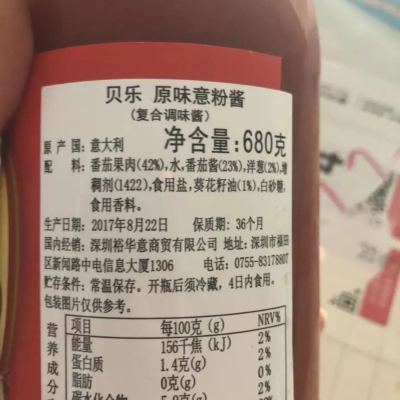 贝乐 原味意粉酱
(复合调味酱)
原 产 国: 意大利 净含量:680克
配 料: 番茄果肉(42%),水,番茄酱(23%),洋葱(2%),增
稠剂(1422),食用盐,葵花籽油(1%),白砂糖,
食用香料。
生产日期: 2017年8月22日 保质期: 36个月
国内经销: 深圳裕华意商贸有限公司 地址: 深圳市福田
区新闻路中电信息大厦1306 电话: 0755-83178807
贮存条件: 常温保存。开瓶后须冷藏, 4日内食用。
包装图片仅供参考。
营养成分
项目 每100克(g) NRV%
能量 156千焦(kJ) 2%
蛋白质 1.4克(g) 2%
脂肪 0克(g) 0%
碳水化合物